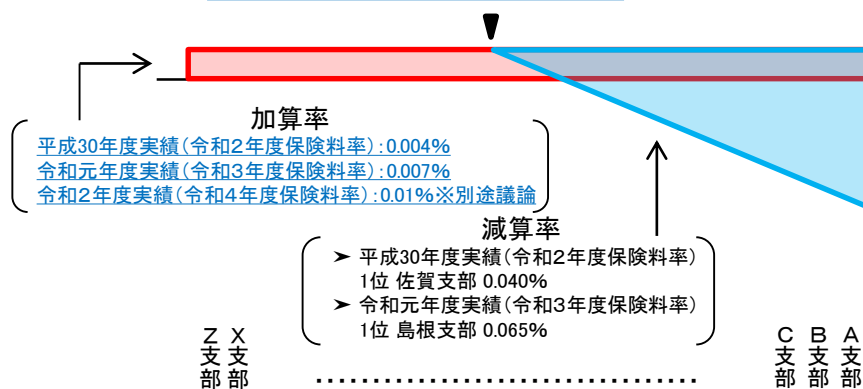 加算率
平成30年度実績(令和2年度保険料率):0.004%
令和元年度実績(令和3年度保険料率):0.007%
令和2年度実績(令和4年度保険料率):0.01%※別途議論
減算率
➤ 平成30年度実績(令和2年度保険料率)
1位 佐賀支部 0.040%
➤ 令和元年度実績(令和3年度保険料率)
1位 島根支部 0.065%
Z支部
X支部
‥‥‥‥‥‥‥‥‥‥‥‥‥‥‥‥
C支部
B支部
A支部